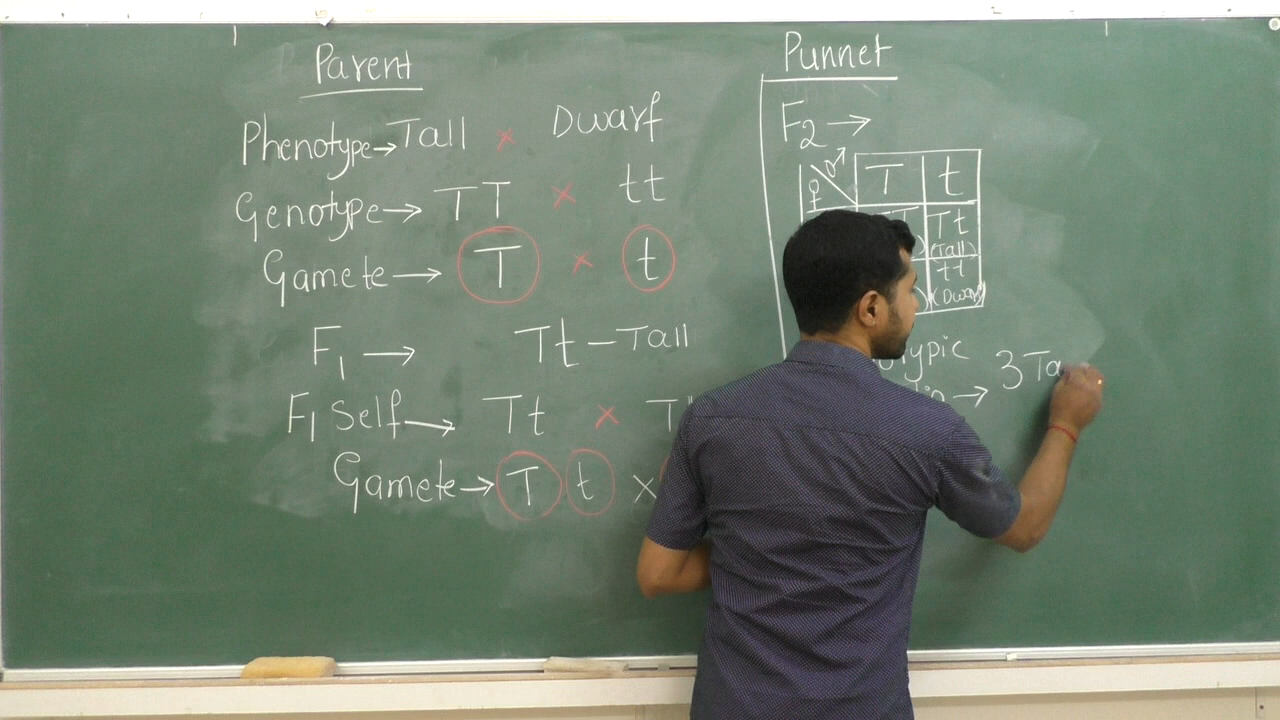 Parent
Phenotype→Tall × Dwarf
Genotype→ TT × tt
Gamete→ T × t
F1 → Tt - Tall
F1 Self→ Tt × T
Gamete→ T t ×
Punnet
F2 →
♀ ♂ T t
Tt
(Tall)
tt
(Dwarf)
→ 3 Ta